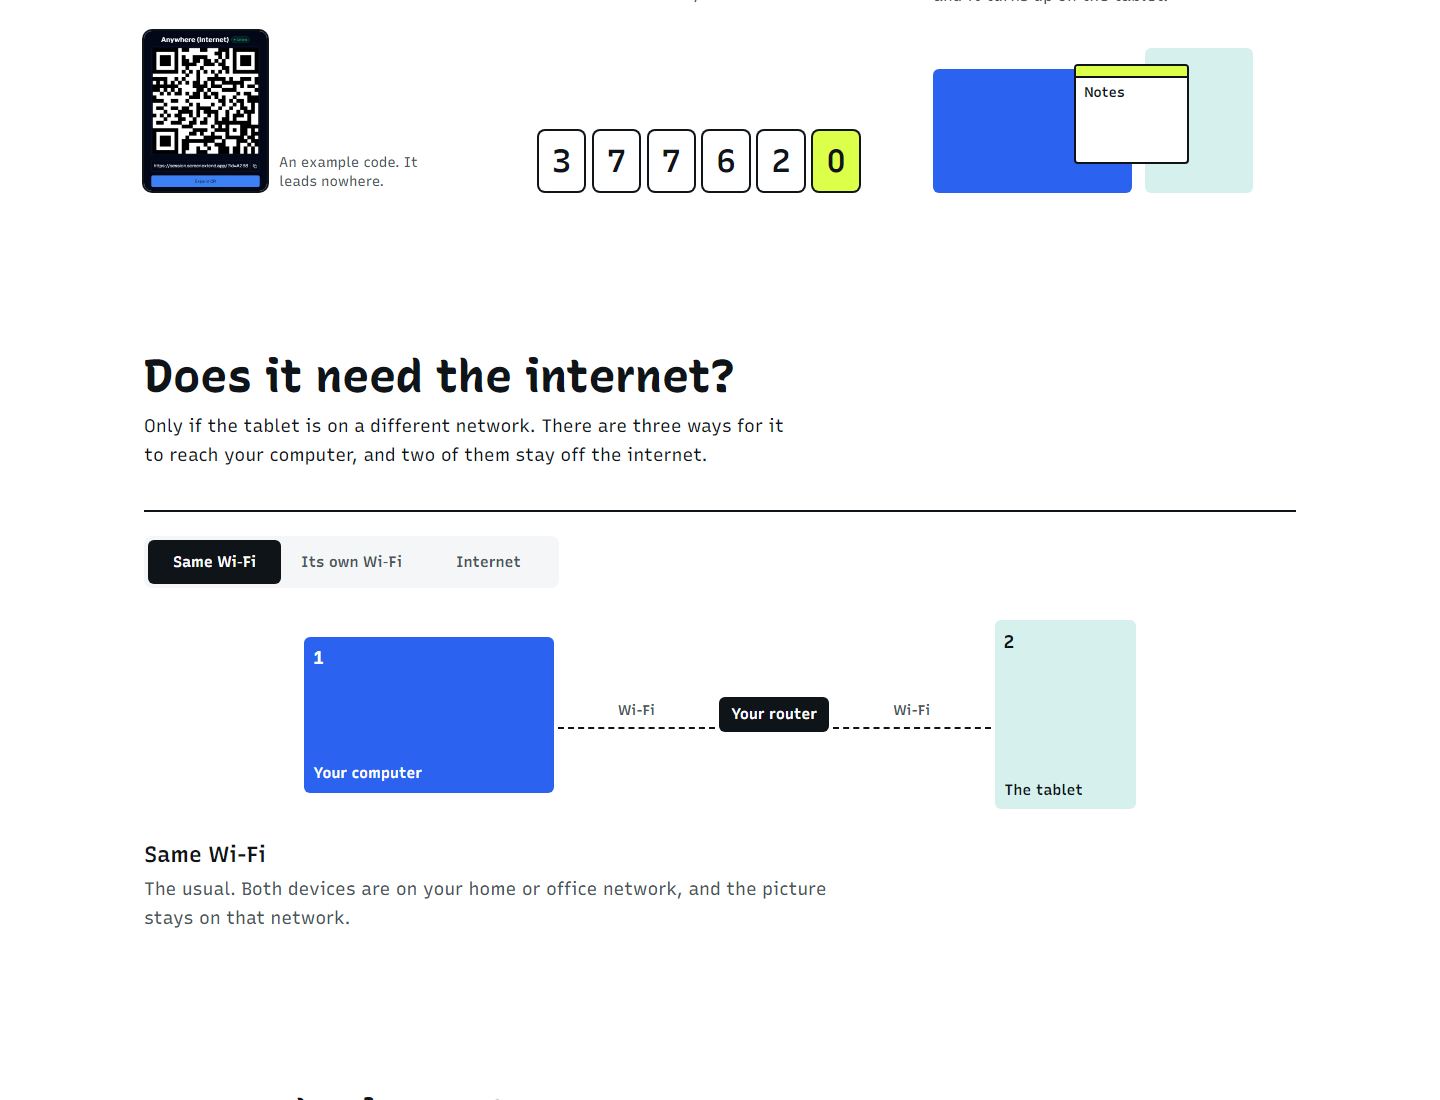 Anywhere (Internet)
An example code. It
leads nowhere.
3 7 7 6 2 0
Notes
Does it need the internet?
Only if the tablet is on a different network. There are three ways for it
to reach your computer, and two of them stay off the internet.
Same Wi-Fi
Its own Wi-Fi
Internet
1
Your computer
Wi-Fi
Your router
Wi-Fi
2
The tablet
Same Wi-Fi
The usual. Both devices are on your home or office network, and the picture
stays on that network.